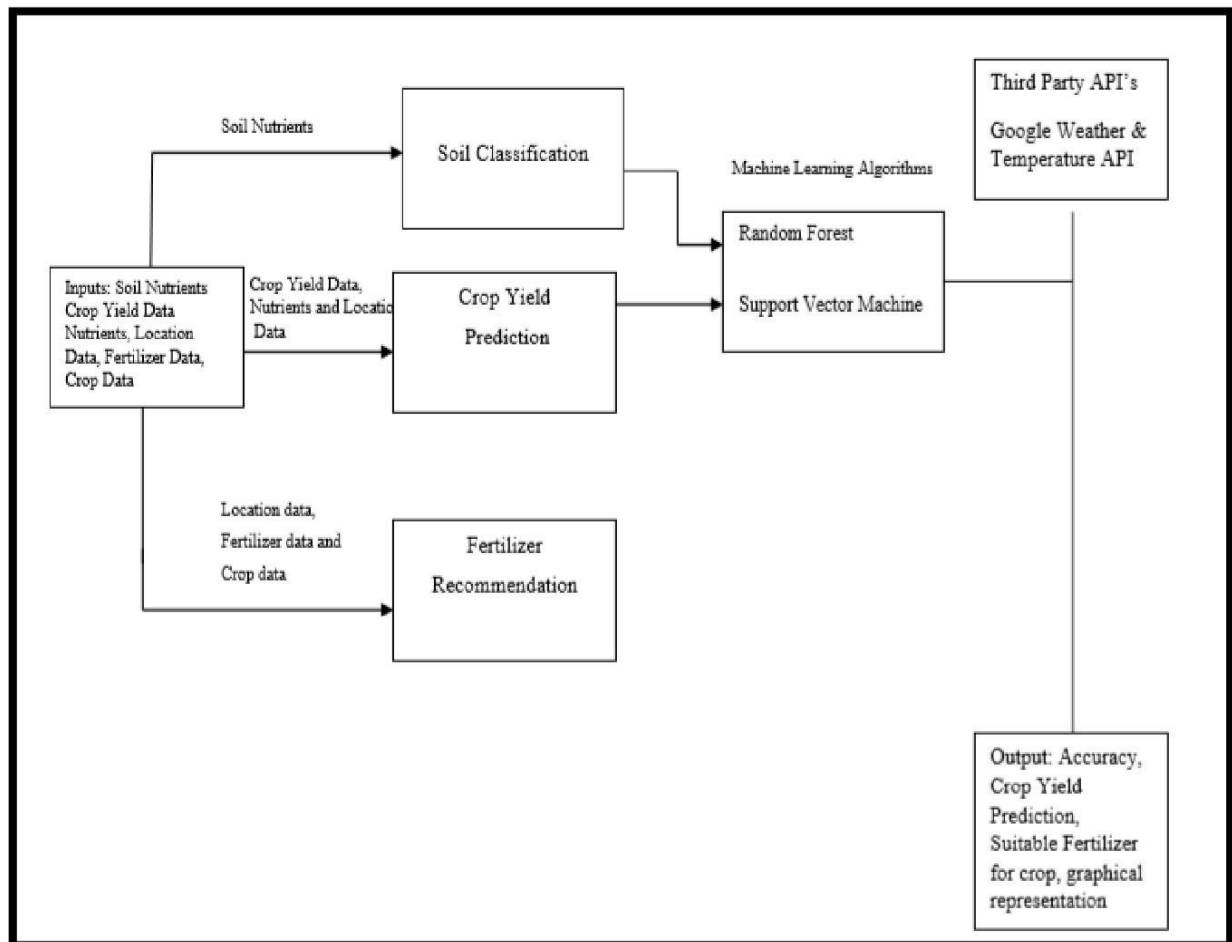 Soil Nutrients
Soil Classification
Third Party API's
Google Weather &
Temperature API
Machine Learning Algorithms
Random Forest
Support Vector Machine
Inputs: Soil Nutrients
Crop Yield Data
Nutrients, Location
Data, Fertilizer Data,
Crop Data
Crop Yield Data,
Nutrients and Locatio
Data
Crop Yield
Prediction
Location data,
Fertilizer data and
Crop data
Fertilizer
Recommendation
Output: Accuracy,
Crop Yield
Prediction,
Suitable Fertilizer
for crop, graphical
representation